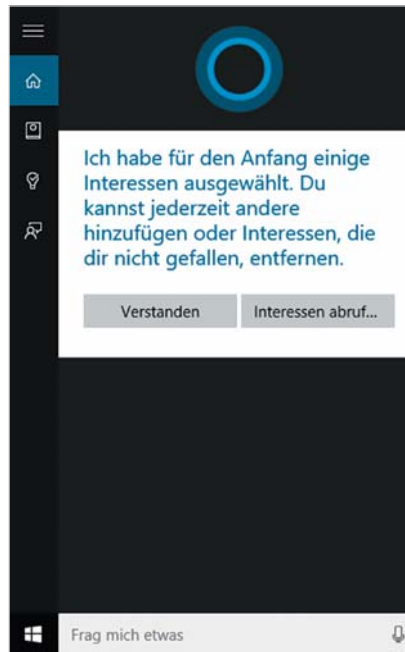 Ich habe für den Anfang einige
Interessen ausgewählt. Du
kannst jederzeit andere
hinzufügen oder Interessen, die
dir nicht gefallen, entfernen.
Verstanden
Interessen abruf...
Frag mich etwas